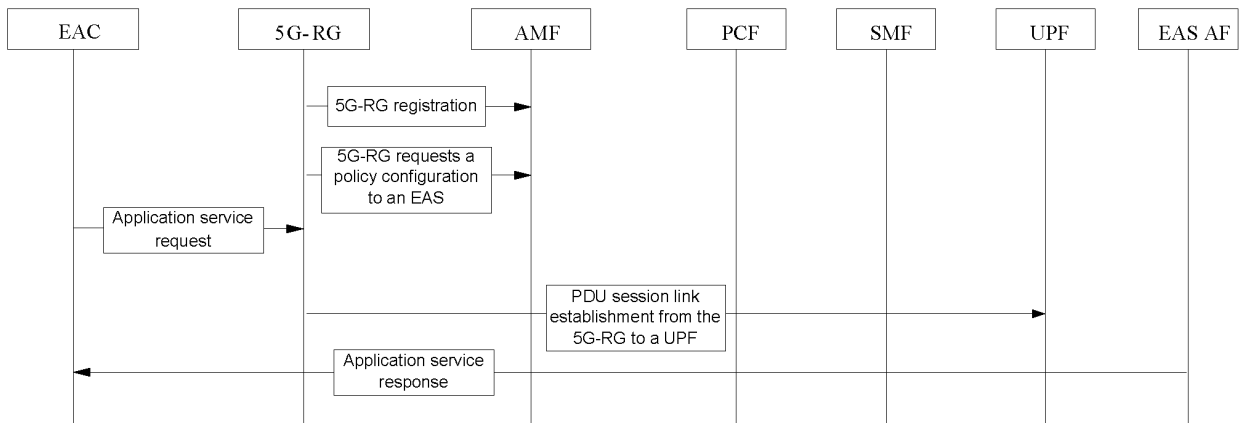 EAC
5G-RG
AMF
PCF
SMF
UPF
EAS AF
5G-RG registration
5G-RG requests a
policy configuration
to an EAS
Application service
request
PDU session link
establishment from the
5G-RG to a UPF
Application service
response